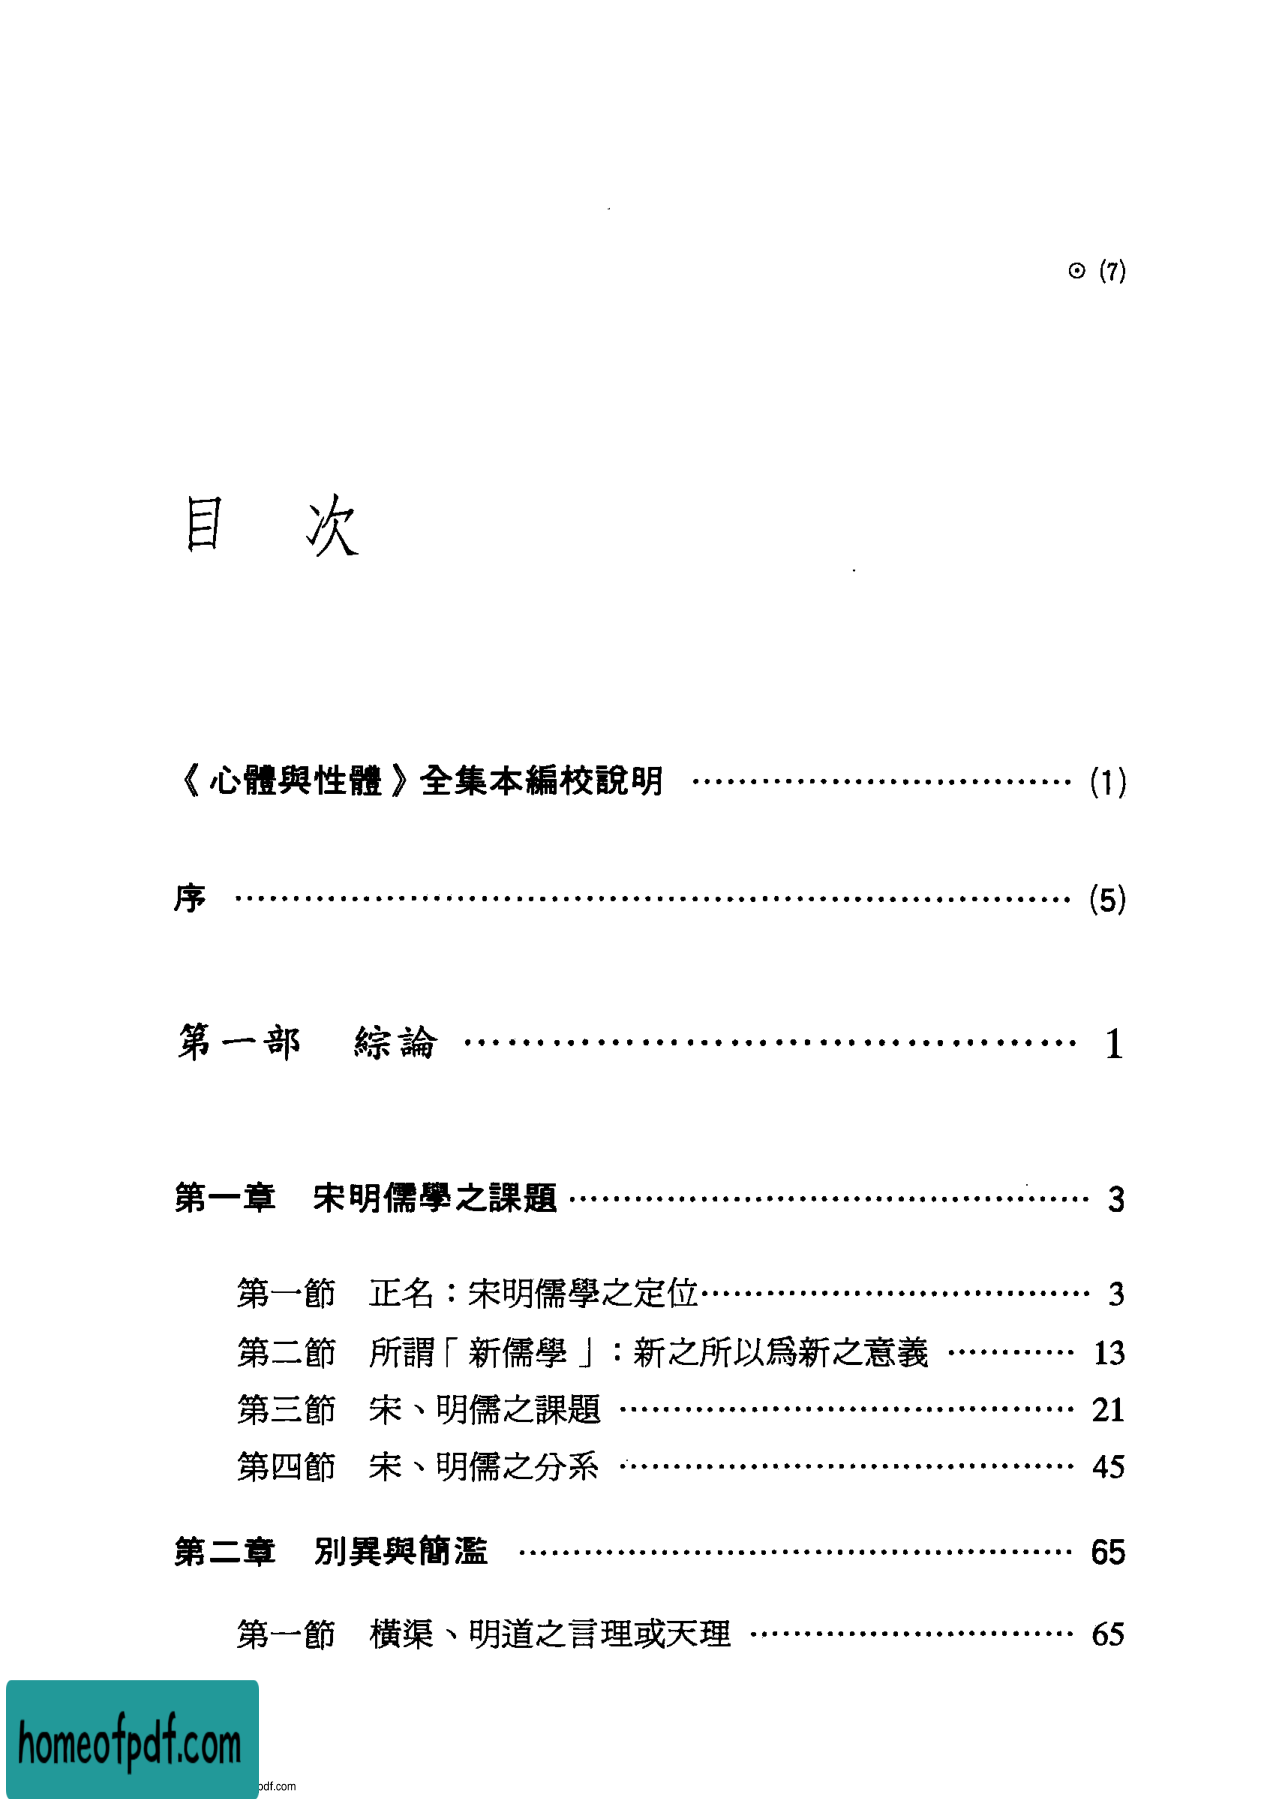 ⊙ (7)
目 次
《心體與性體》全集本編校說明 ⋯⋯⋯⋯⋯⋯⋯⋯⋯⋯⋯ (1)
序 ⋯⋯⋯⋯⋯⋯⋯⋯⋯⋯⋯⋯⋯⋯⋯⋯⋯⋯⋯⋯ (5)
第一部 綜論 ⋯⋯⋯⋯⋯⋯⋯⋯⋯⋯⋯⋯⋯⋯ 1
第一章 宋明儒學之課題 ⋯⋯⋯⋯⋯⋯⋯⋯⋯⋯⋯⋯ 3
第一節 正名：宋明儒學之定位 ⋯⋯⋯⋯⋯⋯⋯⋯⋯⋯ 3
第二節 所謂「新儒學」：新之所以爲新之意義 ⋯⋯⋯⋯ 13
第三節 宋、明儒之課題 ⋯⋯⋯⋯⋯⋯⋯⋯⋯⋯⋯⋯ 21
第四節 宋、明儒之分系 ⋯⋯⋯⋯⋯⋯⋯⋯⋯⋯⋯⋯ 45
第二章 別異與簡濫 ⋯⋯⋯⋯⋯⋯⋯⋯⋯⋯⋯⋯⋯⋯ 65
第一節 橫渠、明道之言理或天理 ⋯⋯⋯⋯⋯⋯⋯⋯ 65
homeofpdf.com
pdf.com